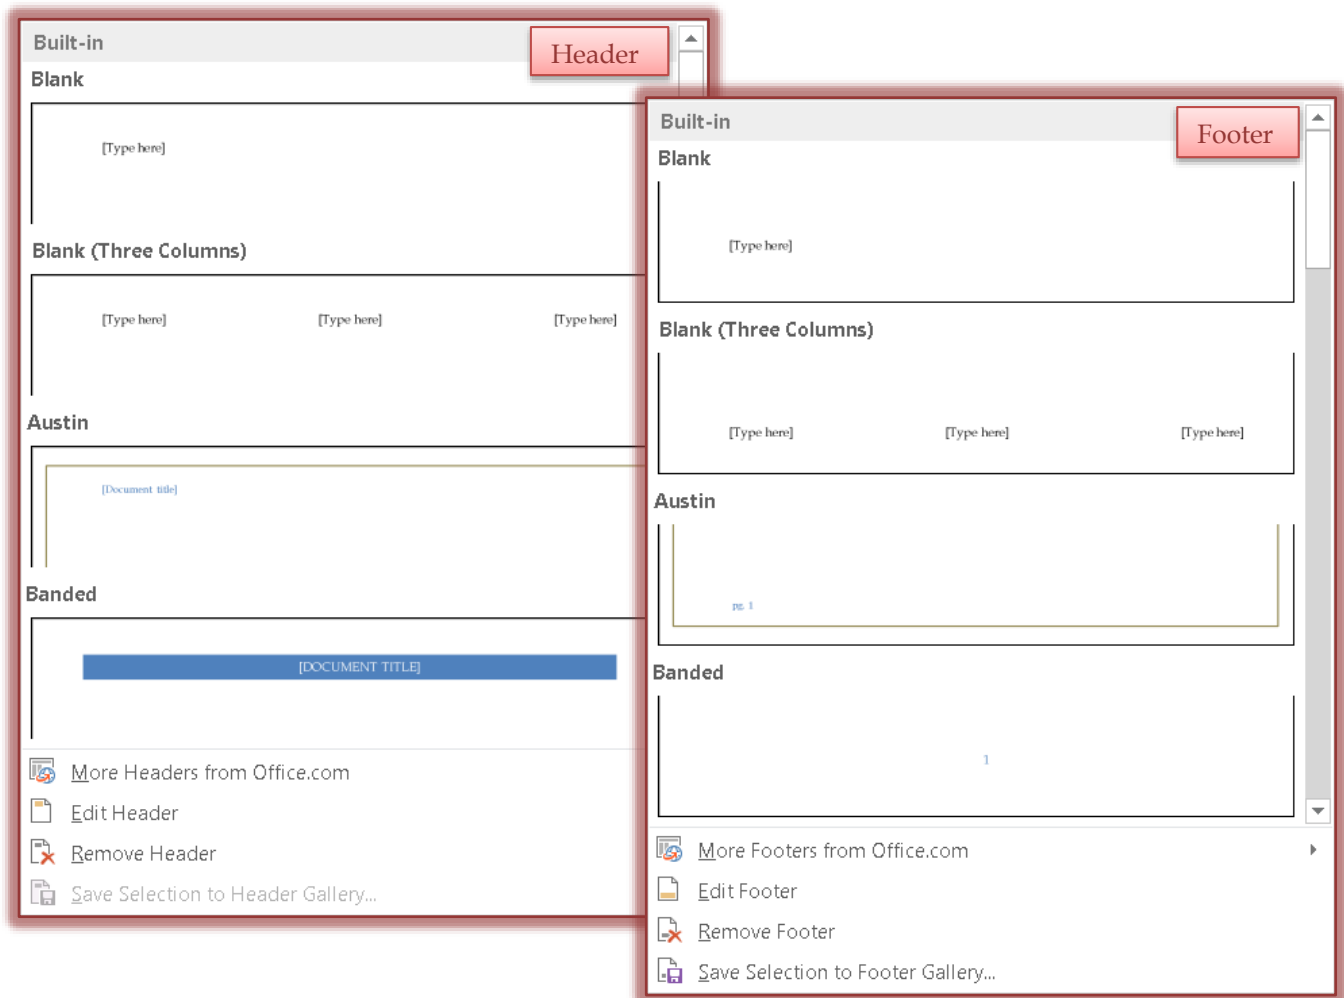 Built-in
Header
Blank
[Type here]
Blank (Three Columns)
[Type here] [Type here] [Type here]
Austin
[Document title]
Banded
[DOCUMENT TITLE]
More Headers from Office.com
Edit Header
Remove Header
Save Selection to Header Gallery...
Built-in
Footer
Blank
[Type here]
Blank (Three Columns)
[Type here] [Type here] [Type here]
Austin
pg. 1
Banded
1
More Footers from Office.com
Edit Footer
Remove Footer
Save Selection to Footer Gallery...